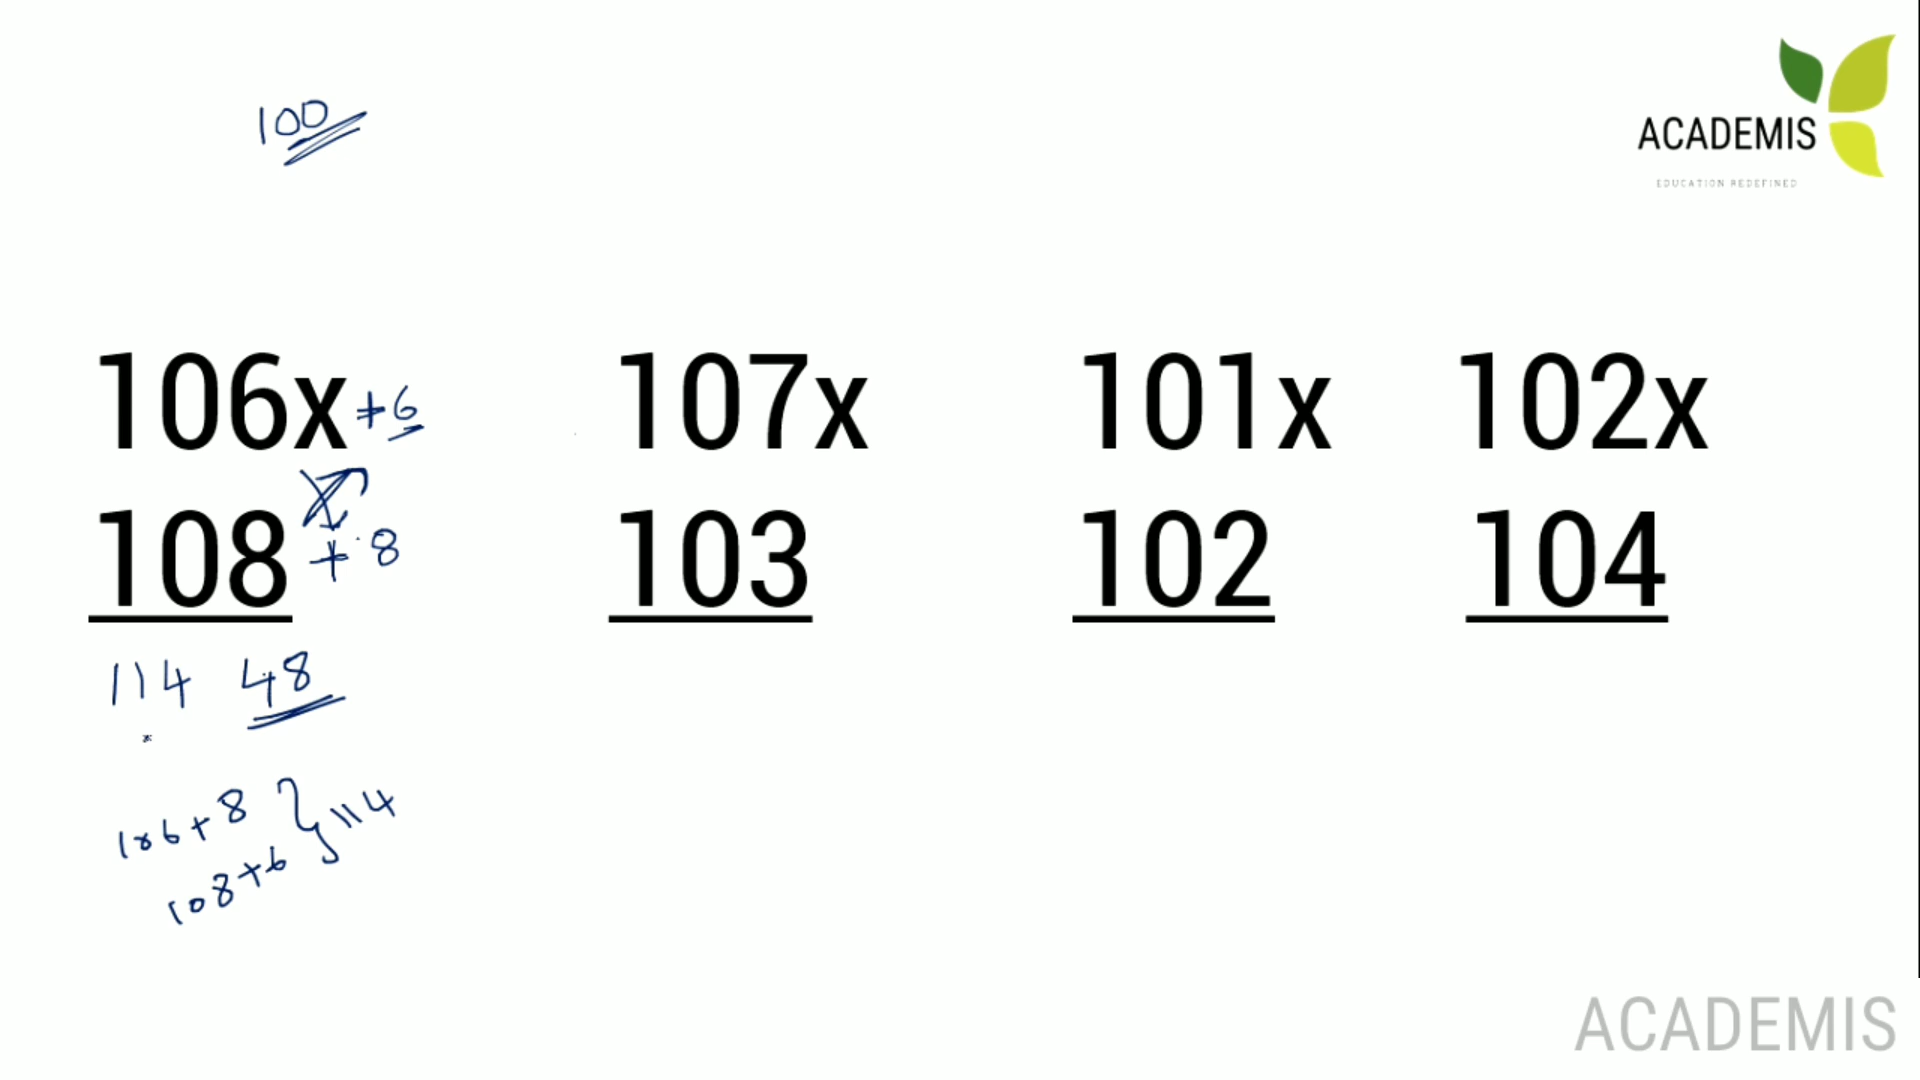 100
ACADEMIS
EDUCATION REDEFINED
106x +6
108 +8
114 48
106+8
108+6 } 114
107x
103
101x
102
102x
104
ACADEMIS